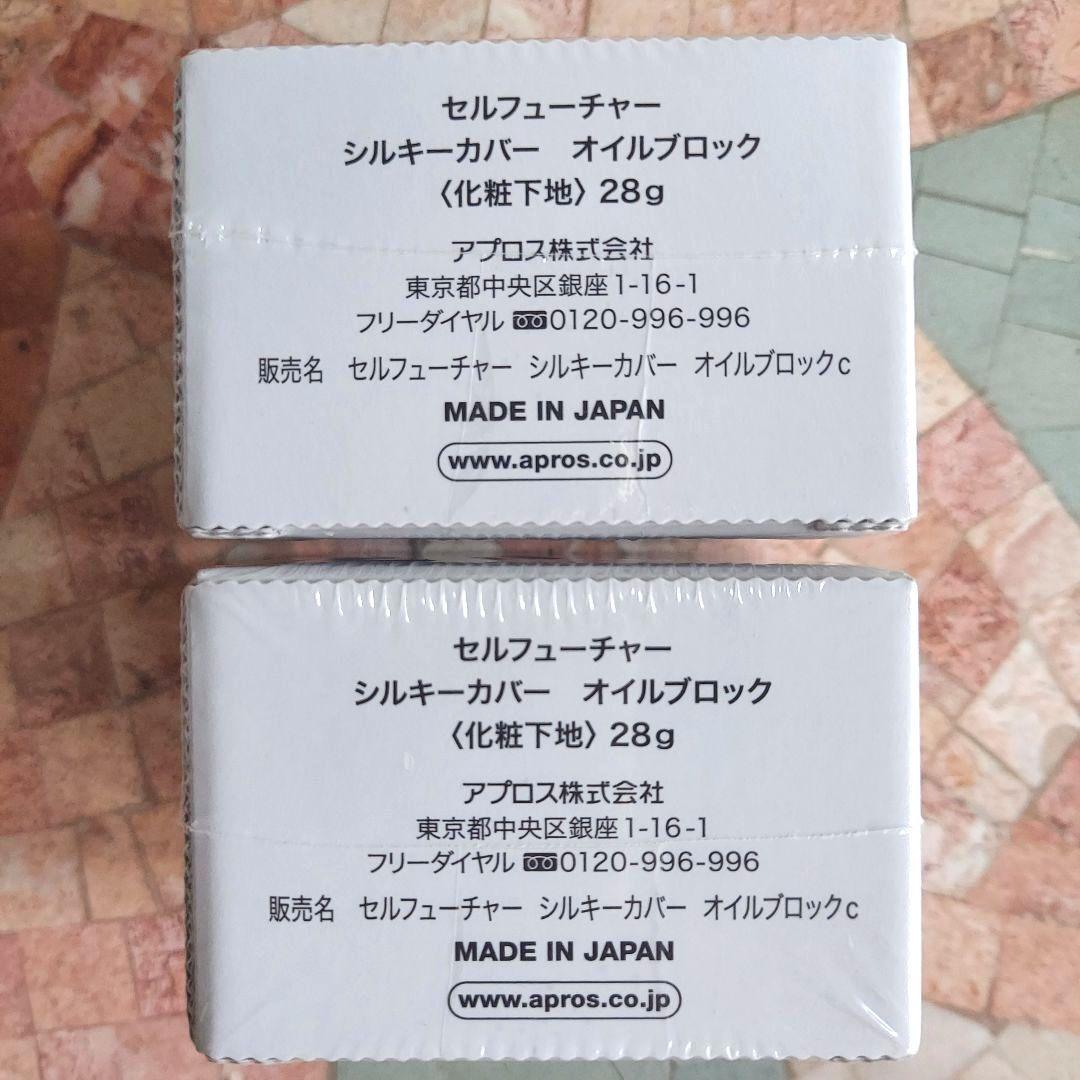 セルフューチャー
シルキーカバー　オイルブロック
〈化粧下地〉28g
アプロス株式会社
東京都中央区銀座1-16-1
フリーダイヤル 0120-996-996
販売名　セルフューチャー　シルキーカバー　オイルブロックc
MADE IN JAPAN
www.apros.co.jp
セルフューチャー
シルキーカバー　オイルブロック
〈化粧下地〉28g
アプロス株式会社
東京都中央区銀座1-16-1
フリーダイヤル 0120-996-996
販売名　セルフューチャー　シルキーカバー　オイルブロックc
MADE IN JAPAN
www.apros.co.jp